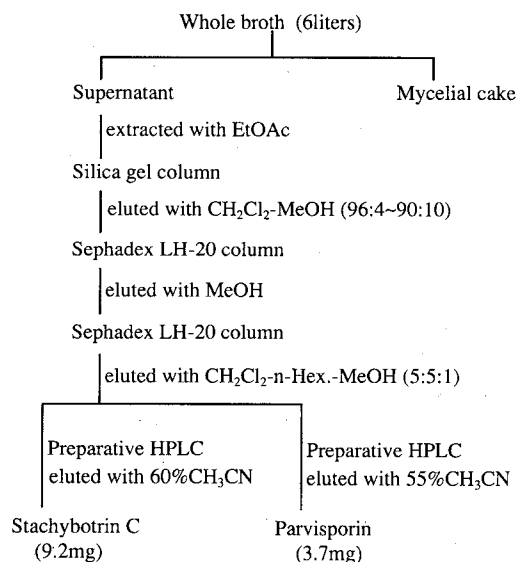 Whole broth (6liters)
Supernatant
Mycelial cake
extracted with EtOAc
Silica gel column
eluted with CH₂Cl₂-MeOH (96:4~90:10)
Sephadex LH-20 column
eluted with MeOH
Sephadex LH-20 column
eluted with CH₂Cl₂-n-Hex.-MeOH (5:5:1)
Preparative HPLC
eluted with 60%CH₃CN
Preparative HPLC
eluted with 55%CH₃CN
Stachybotrin C
(9.2mg)
Parvisporin
(3.7mg)